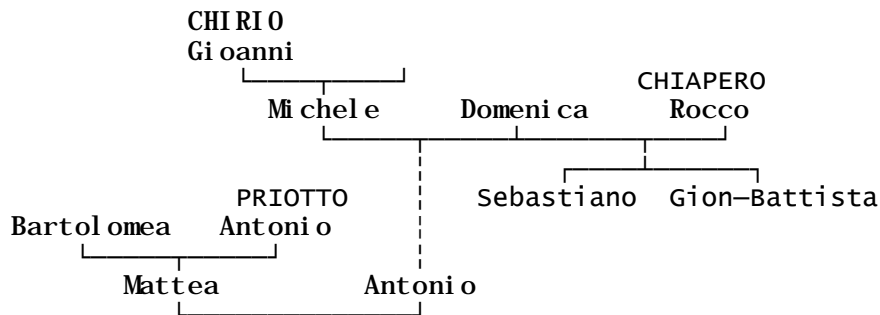 CHIRIO
Gioanni
CHIAPERO
Michele Domenica Rocco
Sebastiano Gion-Battista
PRIOTTO
Bartolomea Antonio
Mattea Antonio